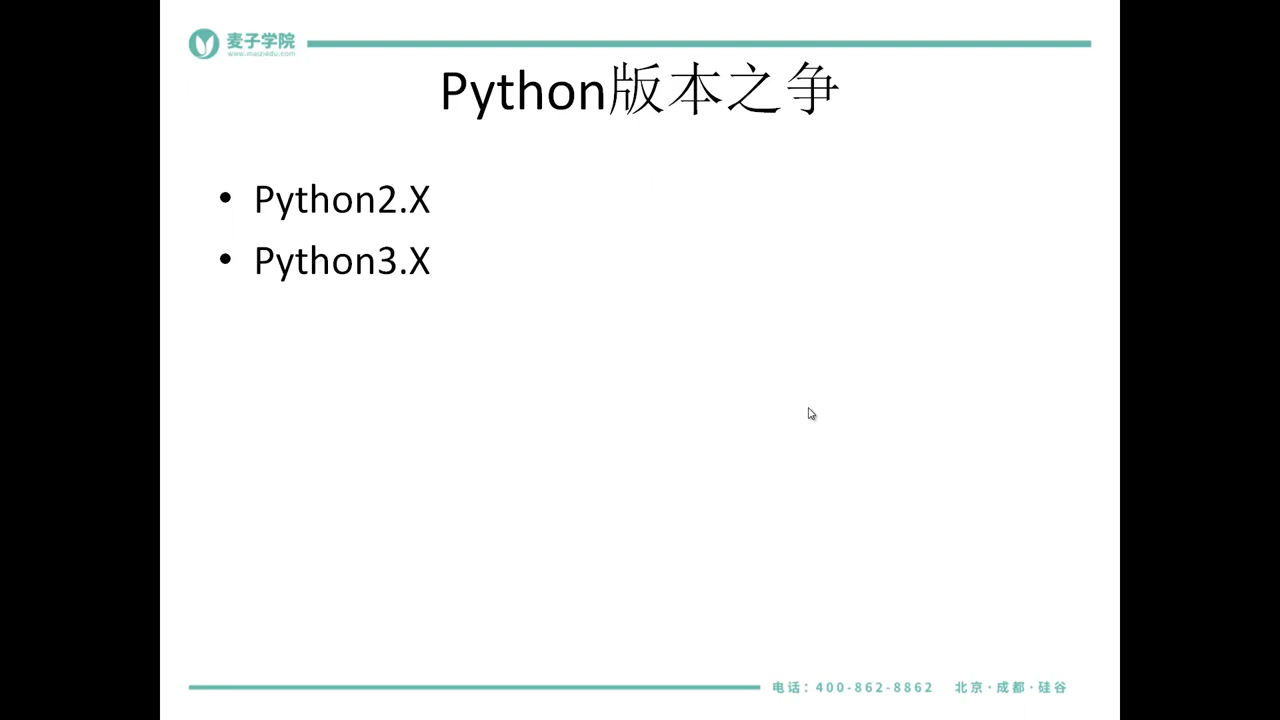 麦子学院
www.maiziedu.com
Python版本之争
• Python2.X
• Python3.X
电话：400-862-8862 北京·成都·硅谷